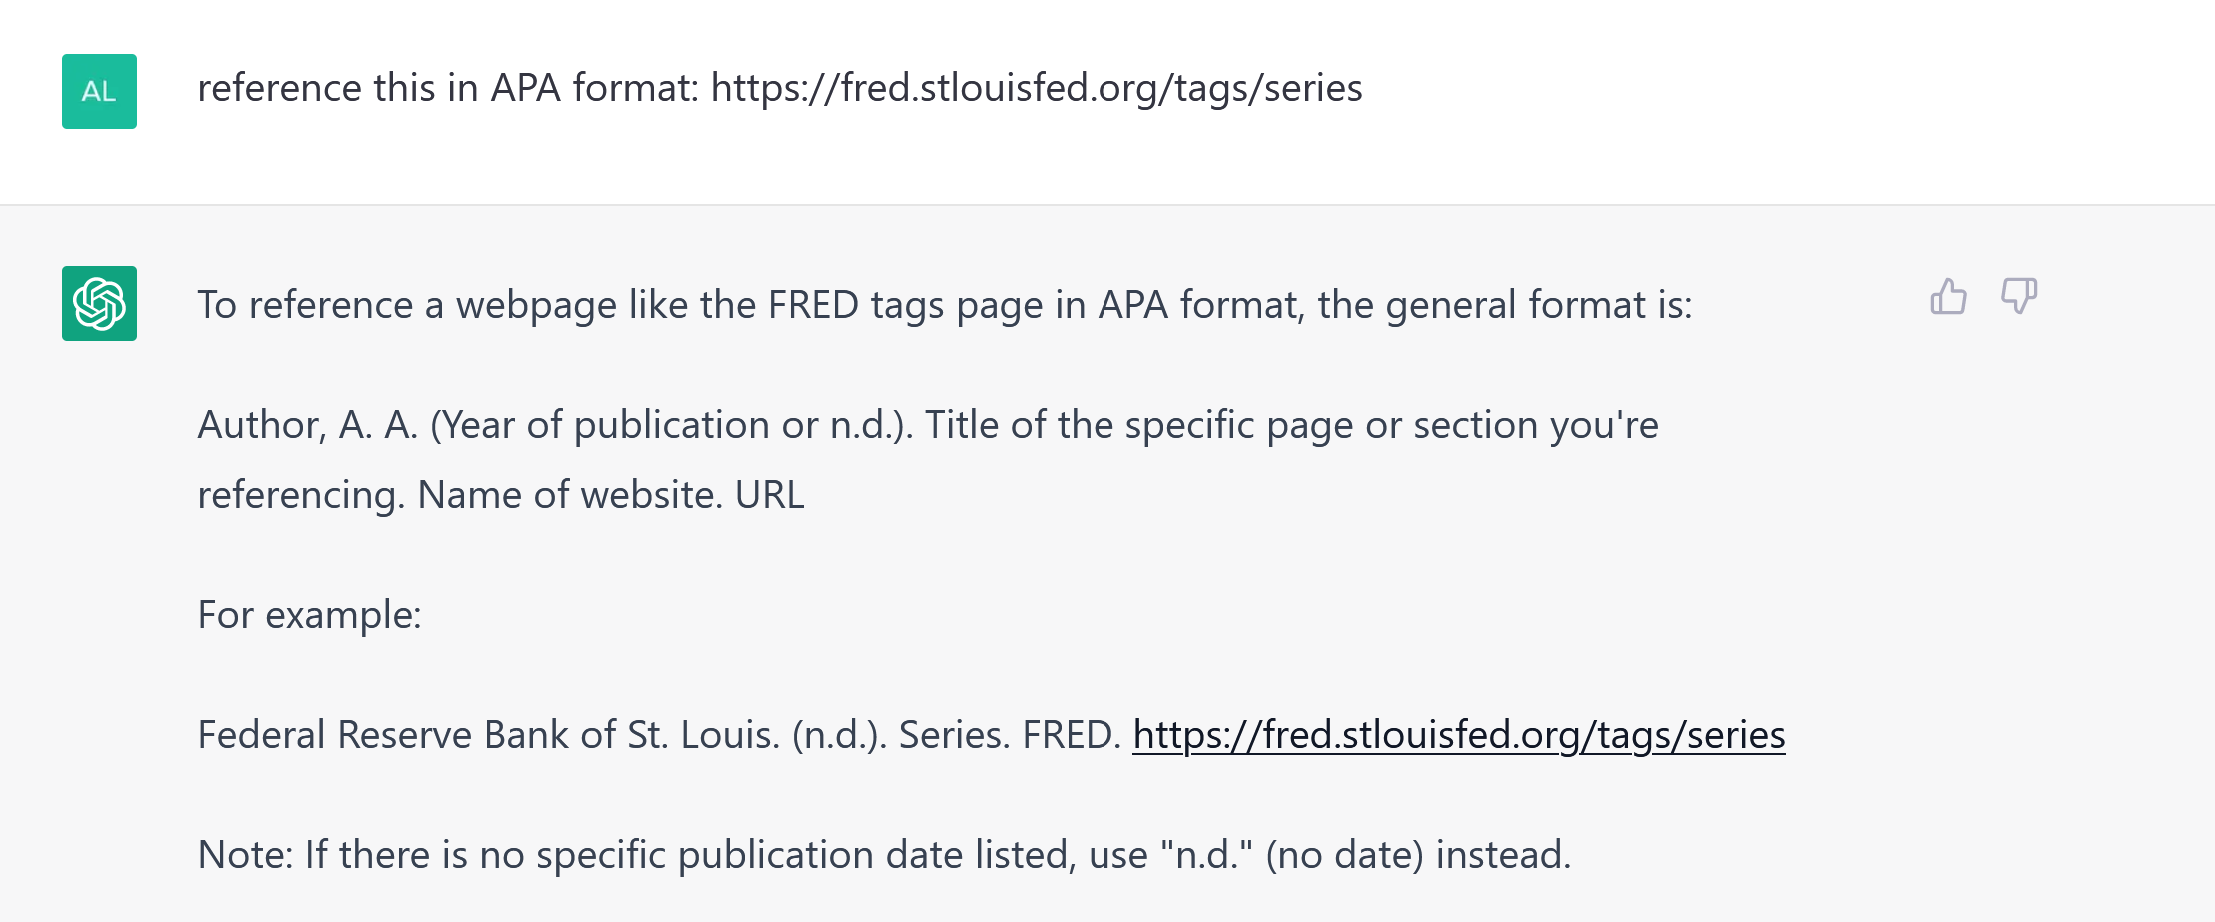 AL
reference this in APA format: https://fred.stlouisfed.org/tags/series
To reference a webpage like the FRED tags page in APA format, the general format is:
Author, A. A. (Year of publication or n.d.). Title of the specific page or section you're
referencing. Name of website. URL
For example:
Federal Reserve Bank of St. Louis. (n.d.). Series. FRED. https://fred.stlouisfed.org/tags/series
Note: If there is no specific publication date listed, use "n.d." (no date) instead.